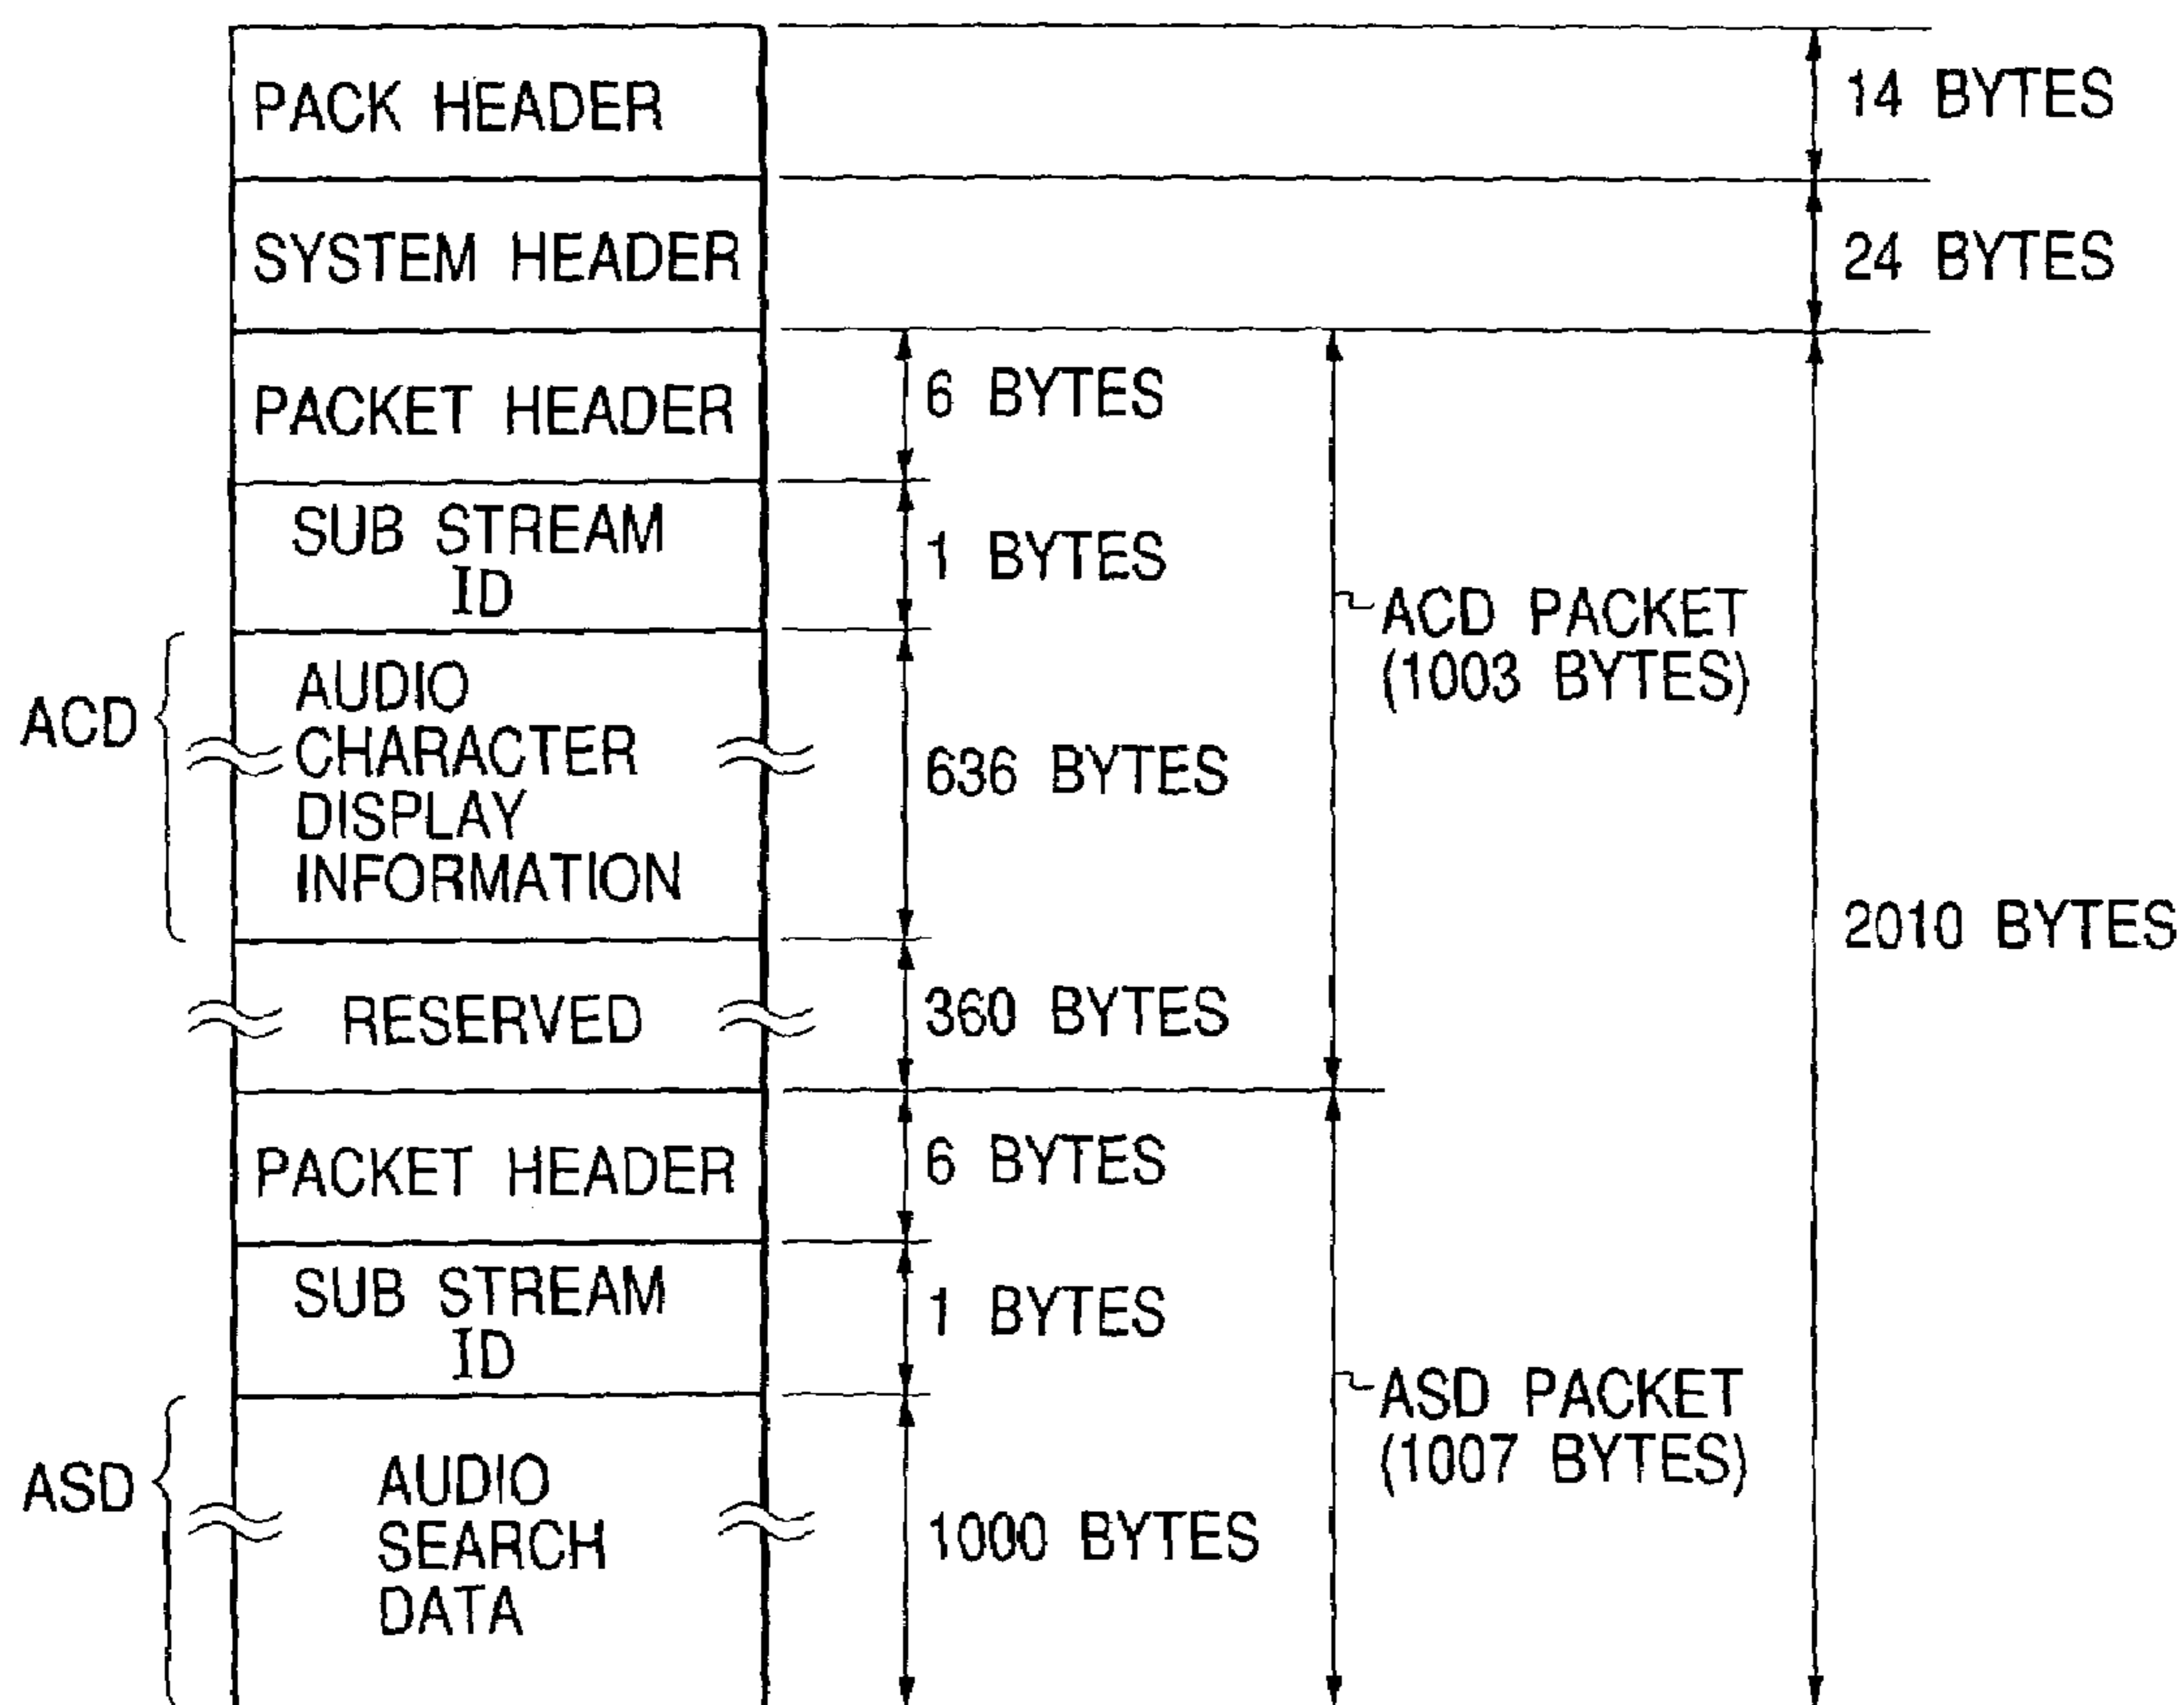 PACK HEADER
14 BYTES
SYSTEM HEADER
24 BYTES
PACKET HEADER
6 BYTES
SUB STREAM
ID
1 BYTES
ACD PACKET
(1003 BYTES)
ACD
AUDIO
CHARACTER
DISPLAY
INFORMATION
636 BYTES
2010 BYTES
RESERVED
360 BYTES
PACKET HEADER
6 BYTES
SUB STREAM
ID
1 BYTES
ASD PACKET
(1007 BYTES)
ASD
AUDIO
SEARCH
DATA
1000 BYTES